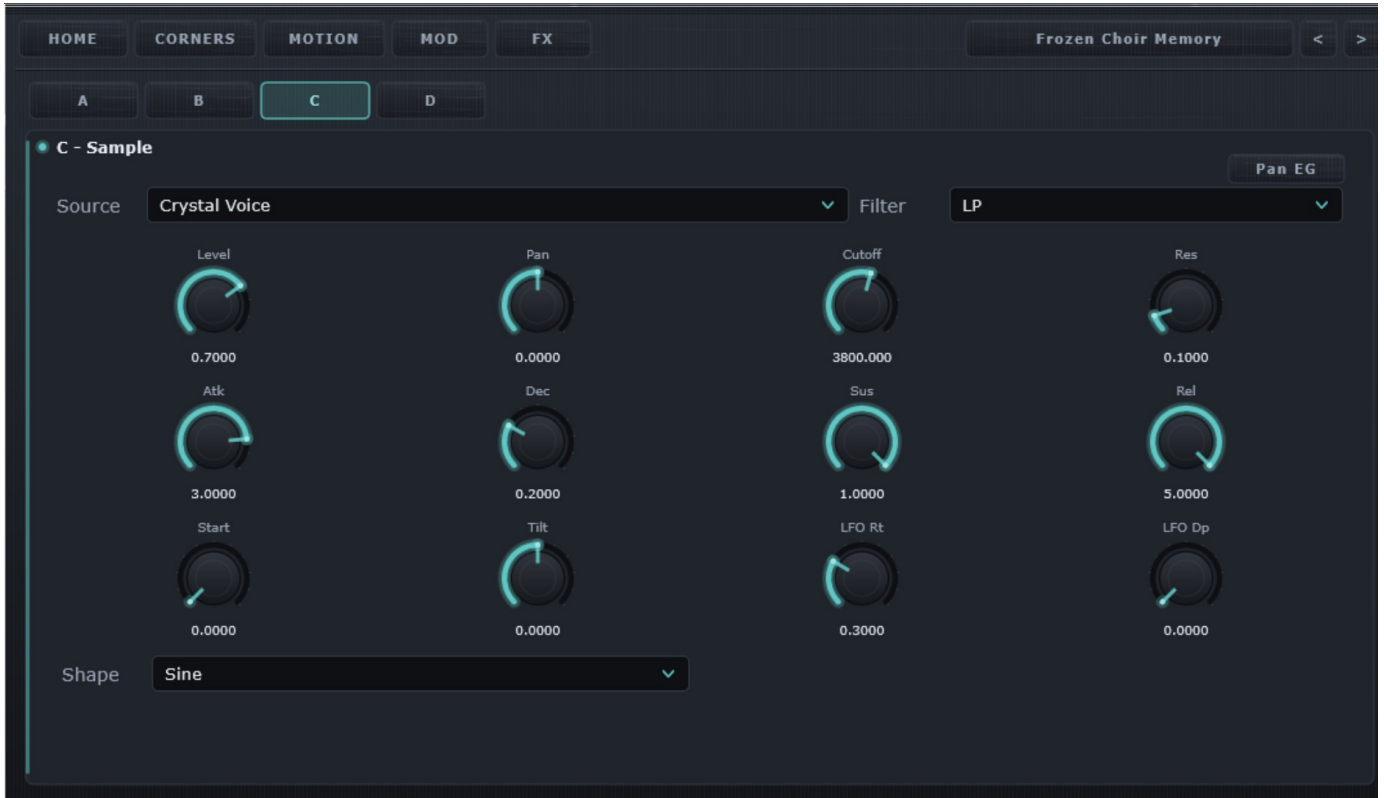 HOME CORNERS MOTION MOD FX Frozen Choir Memory < >
A B C D
C - Sample
Pan EG
Source Crystal Voice Filter LP
Level Pan Cutoff Res
0.7000 0.0000 3800.000 0.1000
Atk Dec Sus Rel
3.0000 0.2000 1.0000 5.0000
Start Tilt LFO Rt LFO Dp
0.0000 0.0000 0.3000 0.0000
Shape Sine